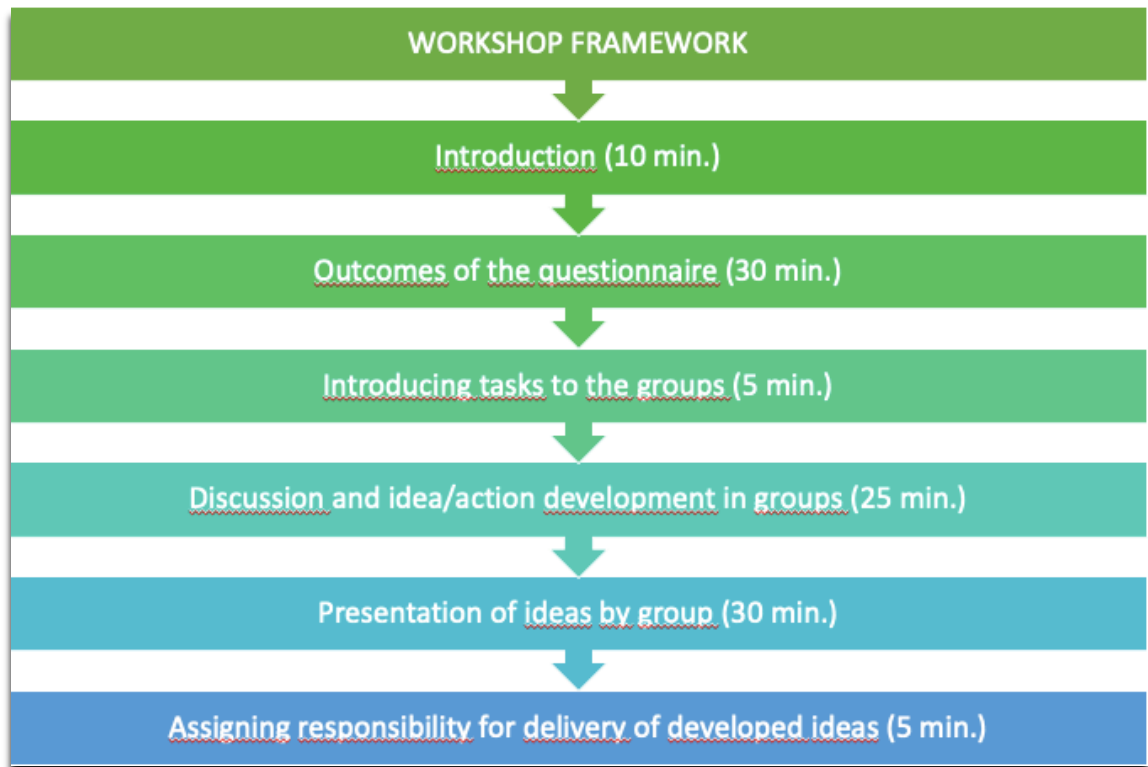 WORKSHOP FRAMEWORK
Introduction (10 min.)
Outcomes of the questionnaire (30 min.)
Introducing tasks to the groups (5 min.)
Discussion and idea/action development in groups (25 min.)
Presentation of ideas by group (30 min.)
Assigning responsibility for delivery of developed ideas (5 min.)